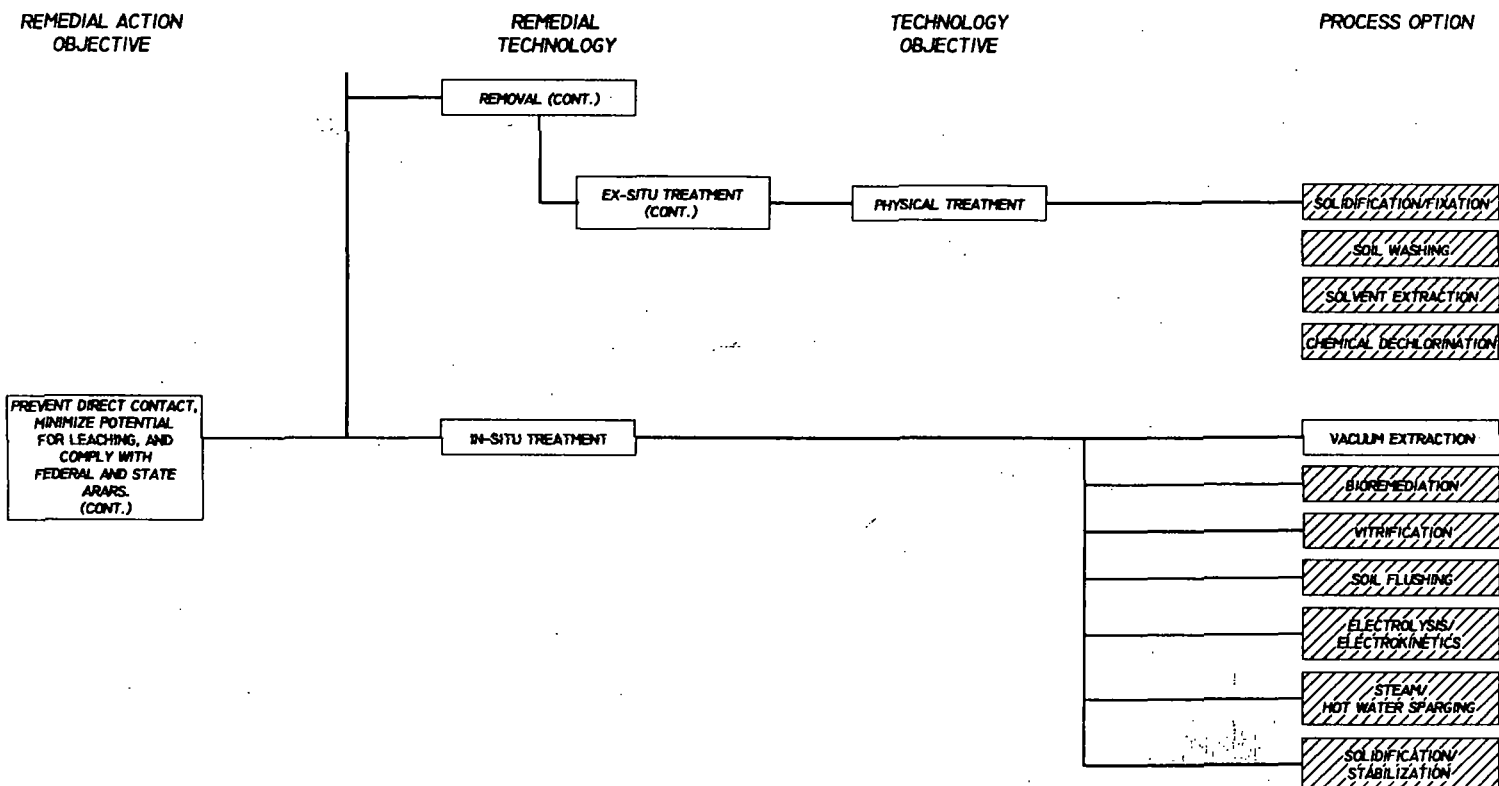 REMEDIAL ACTION
OBJECTIVE
REMEDIAL
TECHNOLOGY
TECHNOLOGY
OBJECTIVE
PROCESS OPTION
REMOVAL (CONT.)
EX-SITU TREATMENT
(CONT.)
PHYSICAL TREATMENT
SOLIDIFICATION/FIXATION
SOIL WASHING
SOLVENT EXTRACTION
CHEMICAL DECHLORINATION
PREVENT DIRECT CONTACT,
MINIMIZE POTENTIAL
FOR LEACHING, AND
COMPLY WITH
FEDERAL AND STATE
ARARS.
(CONT.)
IN-SITU TREATMENT
VACUUM EXTRACTION
BIOREMEDIATION
VITRIFICATION
SOIL FLUSHING
ELECTROLYSIS/
ELECTROKINETICS
STEAM/
HOT WATER SPARGING
SOLIDIFICATION/
STABILIZATION